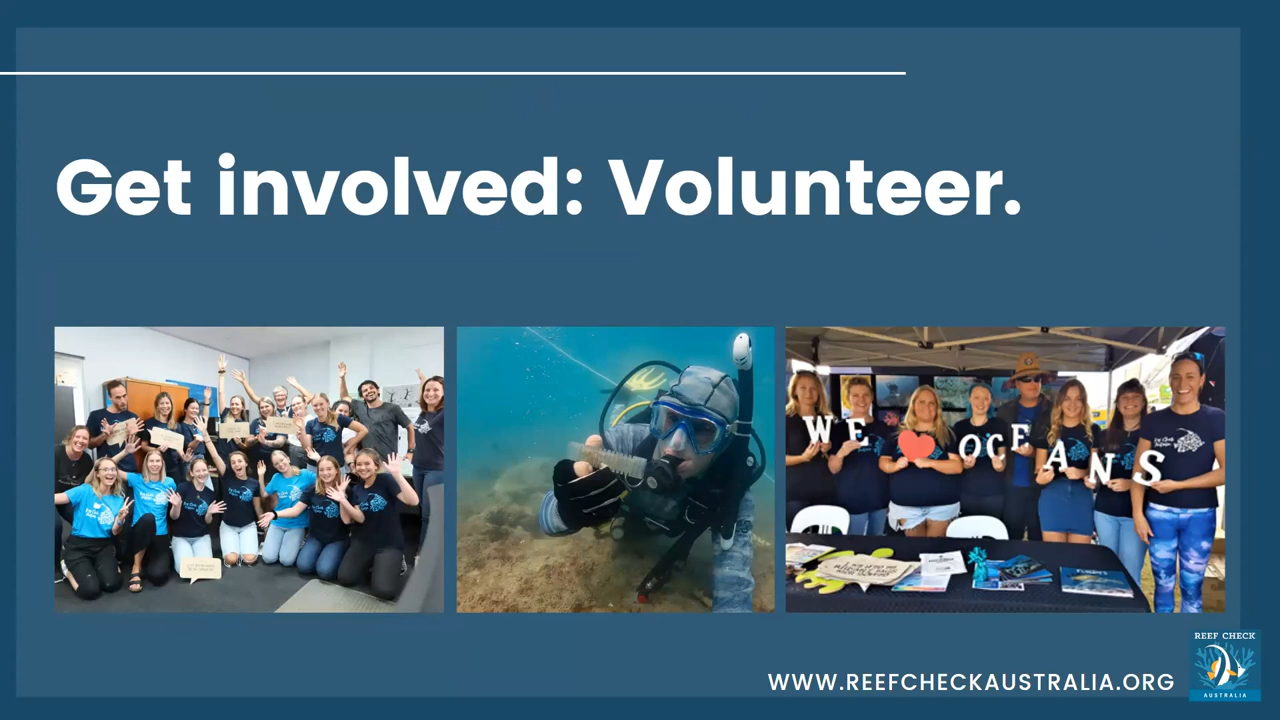 Get involved: Volunteer.
WE OCEANS
WWW.REEFCHECKAUSTRALIA.ORG
REEF CHECK
AUSTRALIA